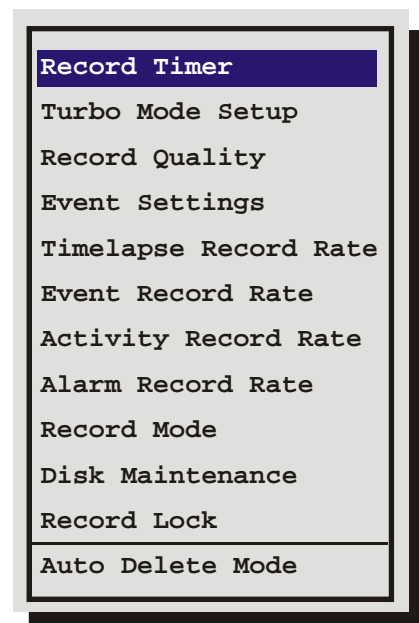 Record Timer
Turbo Mode Setup
Record Quality
Event Settings
Timelapse Record Rate
Event Record Rate
Activity Record Rate
Alarm Record Rate
Record Mode
Disk Maintenance
Record Lock
Auto Delete Mode